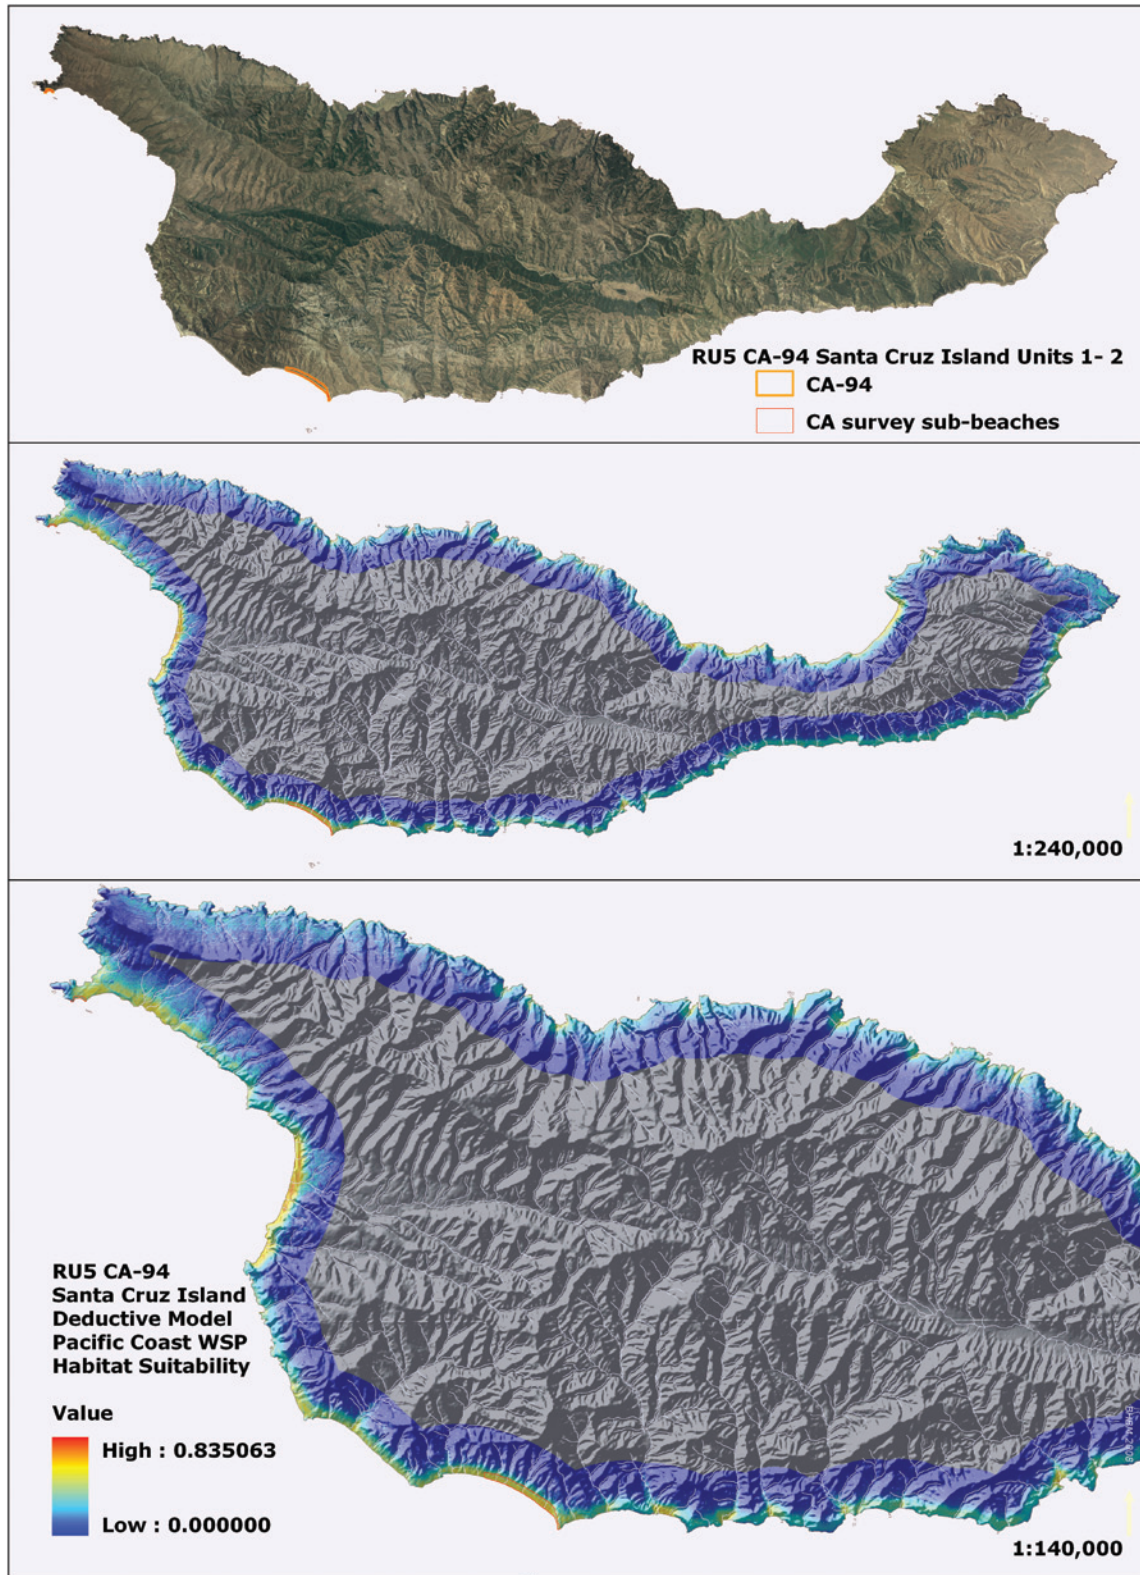 RU5 CA-94 Santa Cruz Island Units 1- 2
CA-94
CA survey sub-beaches
1:240,000
RU5 CA-94
Santa Cruz Island
Deductive Model
Pacific Coast WSP
Habitat Suitability
Value
High : 0.835063
Low : 0.000000
1:140,000